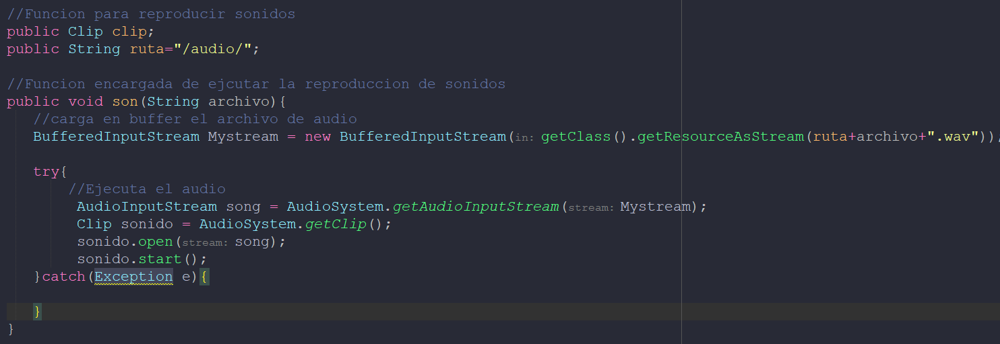 //Funcion para reproducir sonidos
public Clip clip;
public String ruta="/audio/";
//Funcion encargada de ejcutar la reproduccion de sonidos
public void son(String archivo){
//carga en buffer el archivo de audio
BufferedInputStream Mystream = new BufferedInputStream(in: getClass().getResourceAsStream(ruta+archivo+".wav"));
try{
//Ejecuta el audio
AudioInputStream song = AudioSystem.getAudioInputStream(stream: Mystream);
Clip sonido = AudioSystem.getClip();
sonido.open(stream: song);
sonido.start();
}catch(Exception e){
}
}